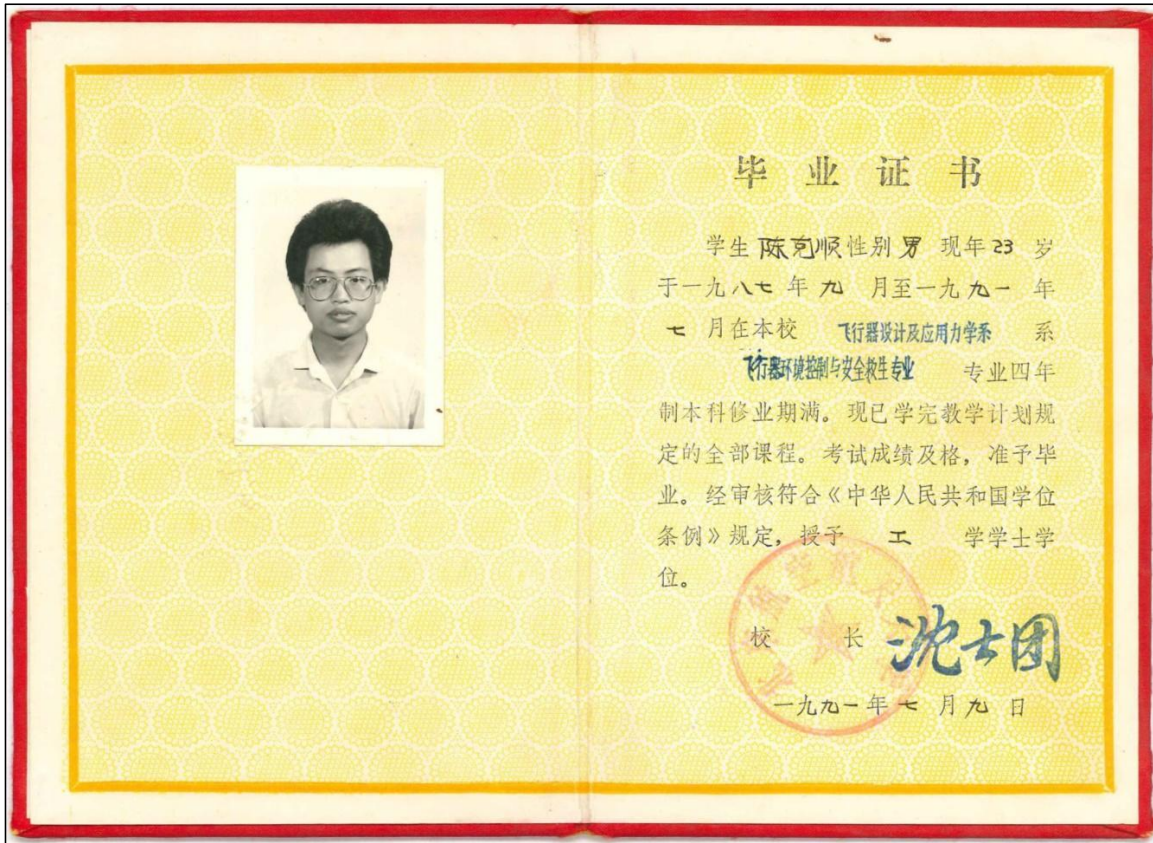 毕业证书
学生 陈克顺 性别 男 现年 23 岁
于一九八七年九月至一九九一年
七月在本校 飞行器设计及应用力学系 系
飞行器环境控制与安全救生专业 专业四年
制本科修业期满。现已学完教学计划规
定的全部课程。考试成绩及格，准予毕
业。经审核符合《中华人民共和国学位
条例》规定，授予 工 学学士学
位。
校 长 沈士团
一九九一年七月九日